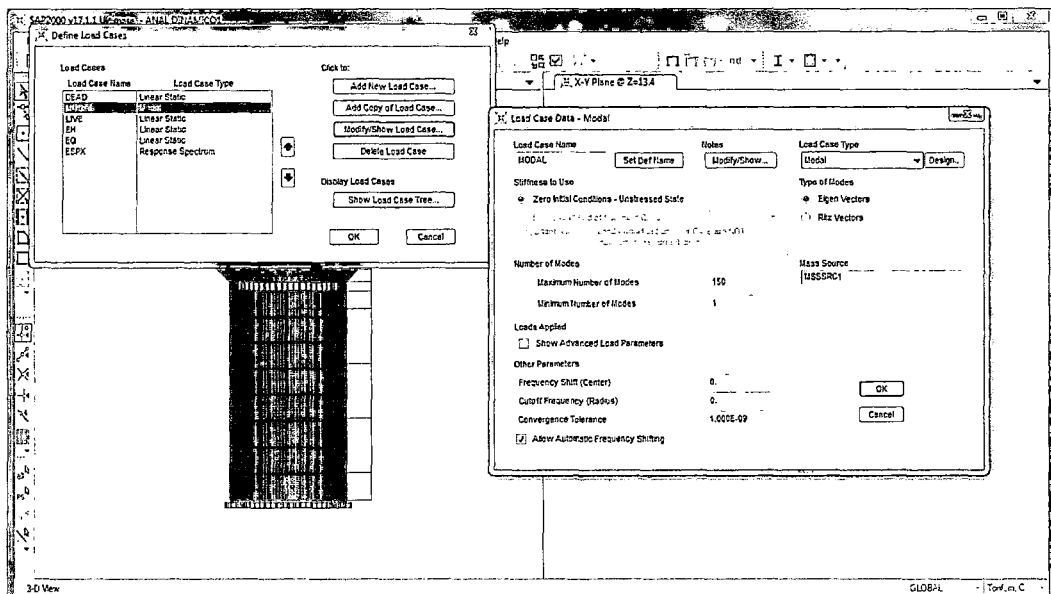 SAP2000 v17.1.1 Ultimate - ANAL DINAMICO1
Define Load Cases
Load Cases
Load Case Name Load Case Type
DEAD Linear Static
LIVE Linear Static
EH Linear Static
EQ Linear Static
ESPX Response Spectrum
Click to:
Add New Load Case...
Add Copy of Load Case...
Modify/Show Load Case...
Delete Load Case
Display Load Cases
Show Load Case Tree...
OK Cancel
elp
nd
X-Y Plane @ Z=13.4
Load Case Data - Modal
Load Case Name
MODAL
Set Def Name
Notes
Modify/Show...
Load Case Type
Modal
Design...
Stiffness to Use
Zero Initial Conditions - Unstressed State
Type of Modes
Eigen Vectors
Ritz Vectors
Number of Modes
Maximum Number of Modes 150
Minimum Number of Modes 1
Mass Source
MSSSRC1
Loads Applied
Show Advanced Load Parameters
Other Parameters
Frequency Shift (Center) 0.
Cutoff Frequency (Radius) 0.
Convergence Tolerance 1.000E-09
Allow Automatic Frequency Shifting
OK
Cancel
3-D View
GLOBAL
Tonf, m, C